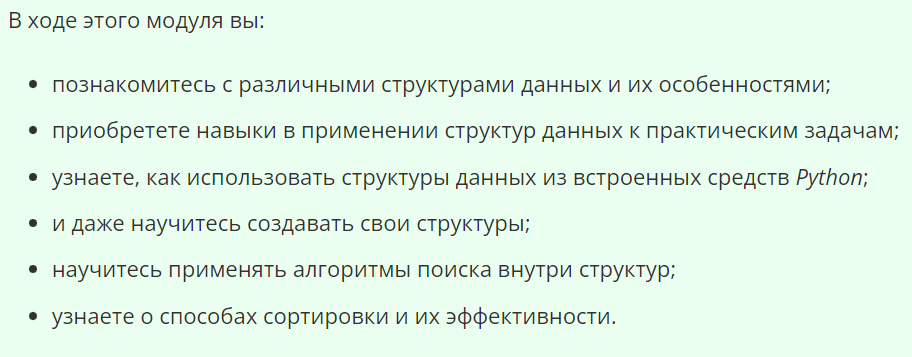 В ходе этого модуля вы:
познакомитесь с различными структурами данных и их особенностями;
приобретете навыки в применении структур данных к практическим задачам;
узнаете, как использовать структуры данных из встроенных средств Python;
и даже научитесь создавать свои структуры;
научитесь применять алгоритмы поиска внутри структур;
узнаете о способах сортировки и их эффективности.